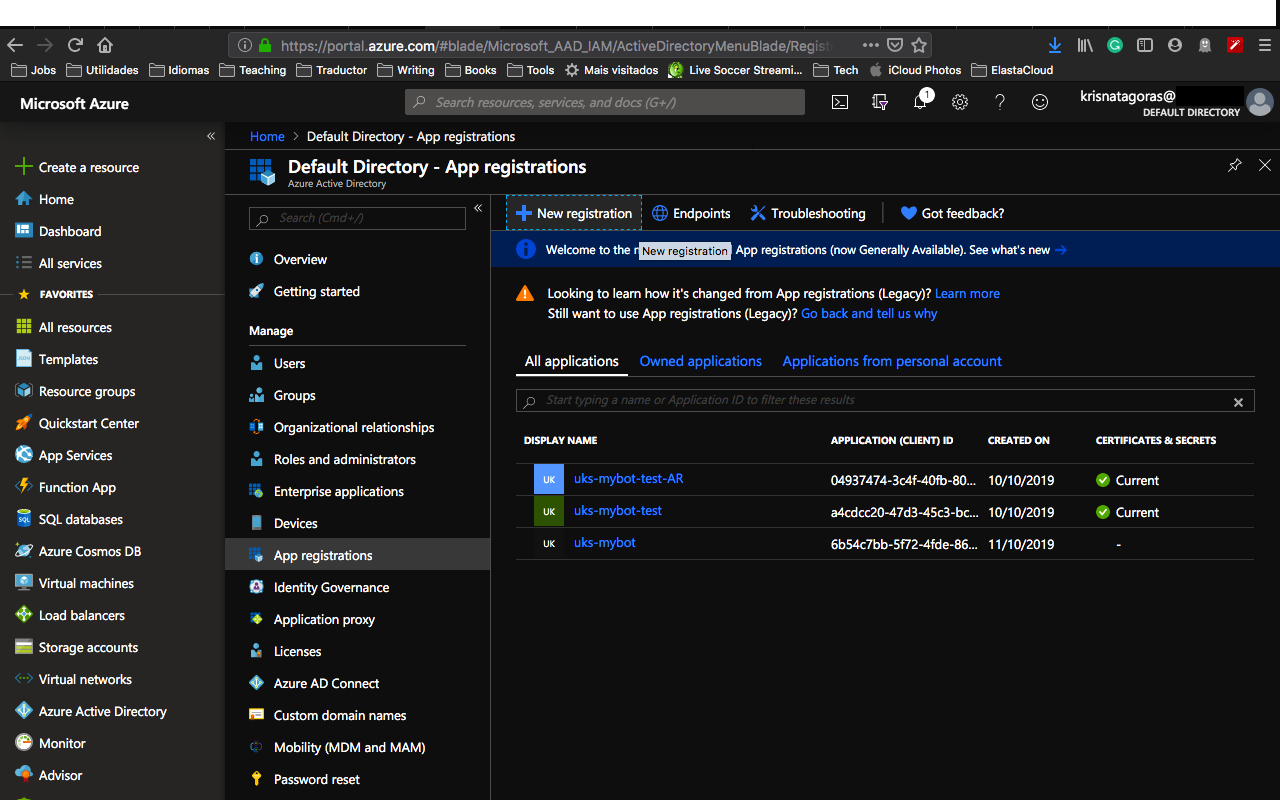 https://portal.azure.com/#blade/Microsoft_AAD_IAM/ActiveDirectoryMenuBlade/Regist
Jobs Utilidades Idiomas Teaching Traductor Writing Books Tools Mais visitados Live Soccer Streami... Tech iCloud Photos ElastaCloud
Microsoft Azure
Search resources, services, and docs (G+/)
1
krisnatagoras@
DEFAULT DIRECTORY
Create a resource
Home
Dashboard
All services
FAVORITES
All resources
Templates
Resource groups
Quickstart Center
App Services
Function App
SQL databases
Azure Cosmos DB
Virtual machines
Load balancers
Storage accounts
Virtual networks
Azure Active Directory
Monitor
Advisor
Home > Default Directory - App registrations
Default Directory - App registrations
Azure Active Directory
Search (Cmd+/)
Overview
Getting started
Manage
Users
Groups
Organizational relationships
Roles and administrators
Enterprise applications
Devices
App registrations
Identity Governance
Application proxy
Licenses
Azure AD Connect
Custom domain names
Mobility (MDM and MAM)
Password reset
New registration Endpoints Troubleshooting Got feedback?
Welcome to the n App registrations (now Generally Available). See what's new →
New registration
Looking to learn how it's changed from App registrations (Legacy)? Learn more
Still want to use App registrations (Legacy)? Go back and tell us why
All applications Owned applications Applications from personal account
Start typing a name or Application ID to filter these results
DISPLAY NAME APPLICATION (CLIENT) ID CREATED ON CERTIFICATES & SECRETS
UK uks-mybot-test-AR 04937474-3c4f-40fb-80... 10/10/2019 Current
UK uks-mybot-test a4cdcc20-47d3-45c3-bc... 10/10/2019 Current
UK uks-mybot 6b54c7bb-5f72-4fde-86... 11/10/2019 -